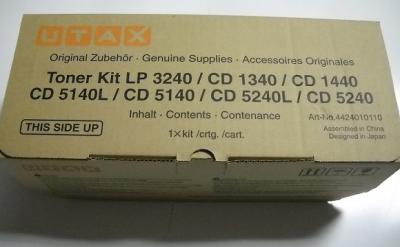 UTAX
Original Zubehör · Genuine Supplies · Accessoires Originales
Toner Kit LP 3240 / CD 1340 / CD 1440
CD 5140L / CD 5140 / CD 5240L / CD 5240
Inhalt · Contents · Contenance
Art-No.4424010110
THIS SIDE UP
1×kit /crtg. /cart.
Assembled in China
Designed in Japan